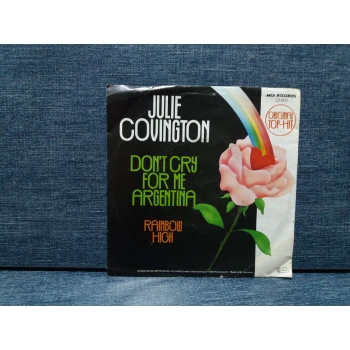 MCA RECORDS
ORIGINAL
TOP-HIT
JULIE
COVINGTON
DON'T CRY
FOR ME
ARGENTINA
RAINBOW
HIGH